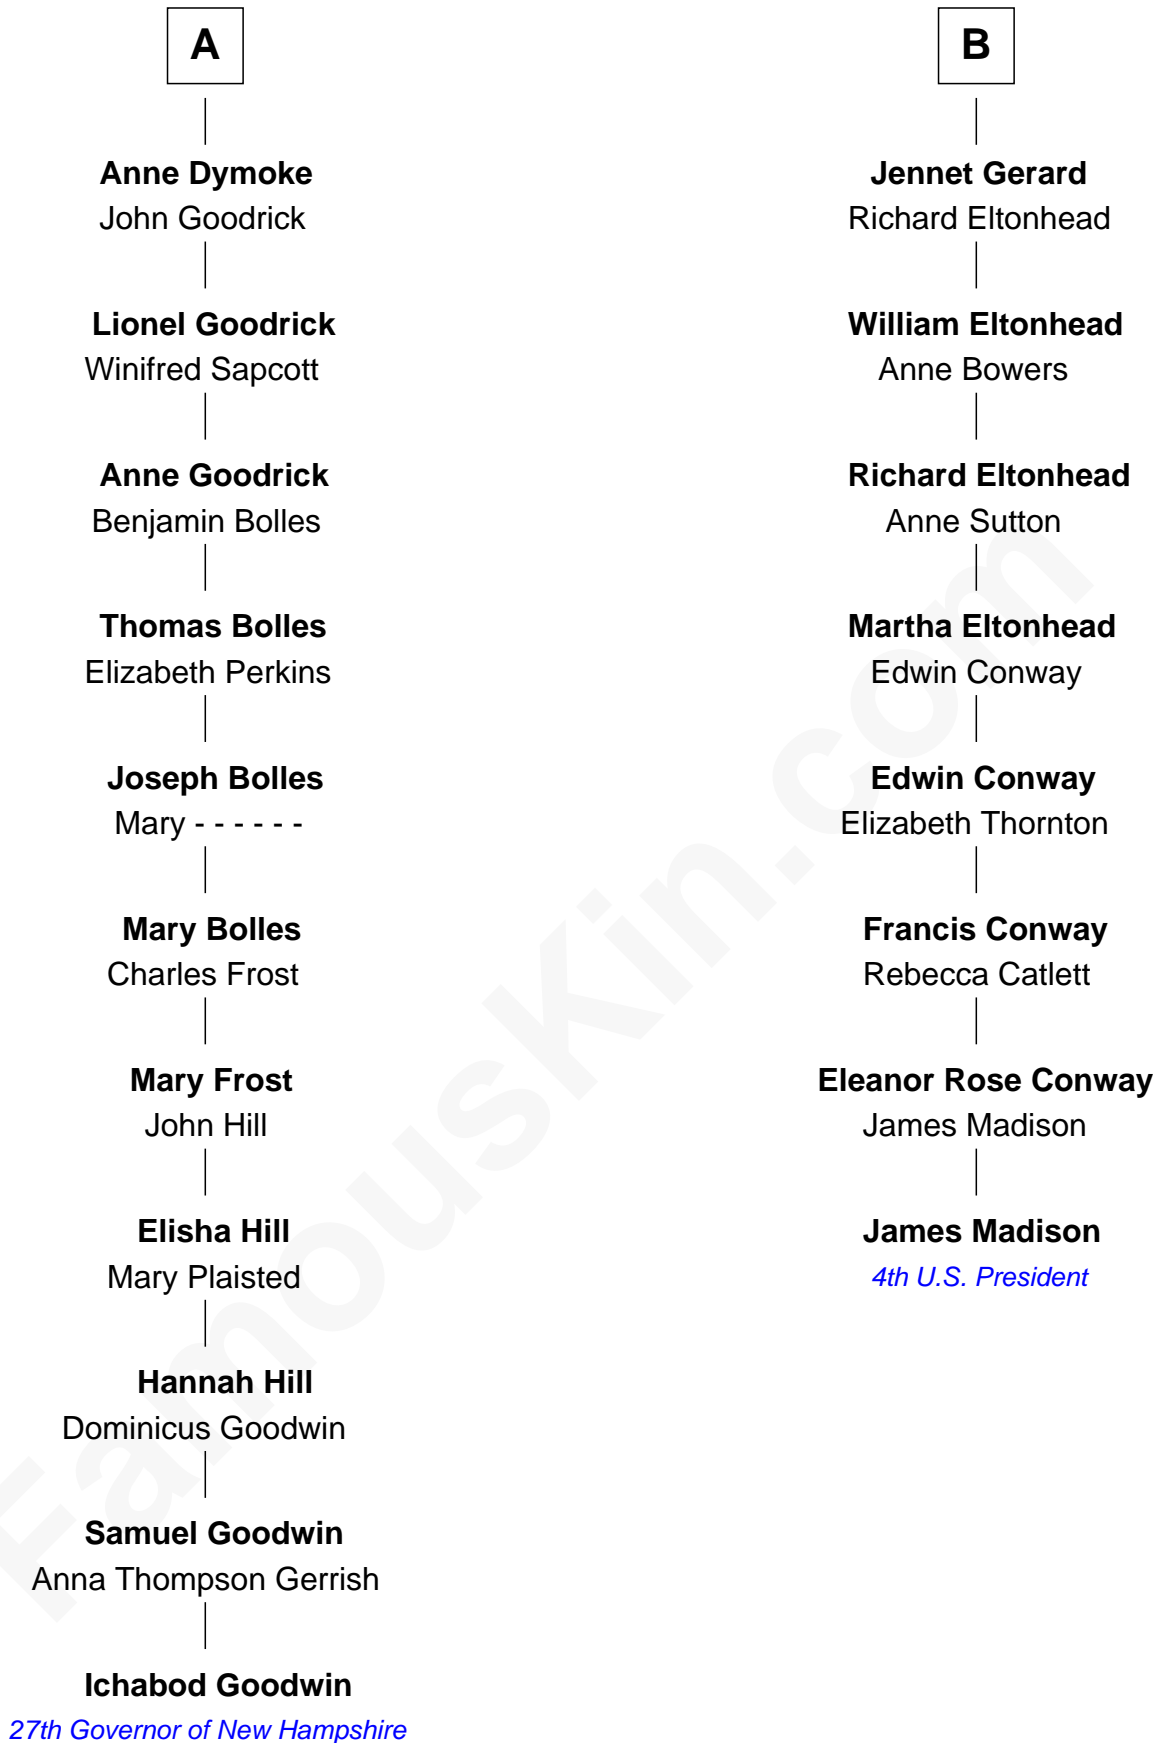 A
Anne Dymoke
John Goodrick
Lionel Goodrick
Winifred Sapcott
Anne Goodrick
Benjamin Bolles
Thomas Bolles
Elizabeth Perkins
Joseph Bolles
Mary - - - - - -
Mary Bolles
Charles Frost
Mary Frost
John Hill
Elisha Hill
Mary Plaisted
Hannah Hill
Dominicus Goodwin
Samuel Goodwin
Anna Thompson Gerrish
Ichabod Goodwin
27th Governor of New Hampshire
B
Jennet Gerard
Richard Eltonhead
William Eltonhead
Anne Bowers
Richard Eltonhead
Anne Sutton
Martha Eltonhead
Edwin Conway
Edwin Conway
Elizabeth Thornton
Francis Conway
Rebecca Catlett
Eleanor Rose Conway
James Madison
James Madison
4th U.S. President
FamousKin.com